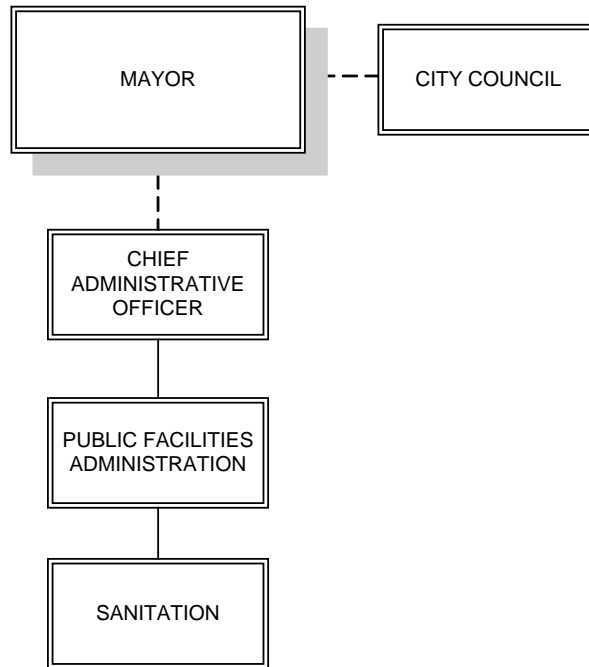 MAYOR
CITY COUNCIL
CHIEF
ADMINISTRATIVE
OFFICER
PUBLIC FACILITIES
ADMINISTRATION
SANITATION